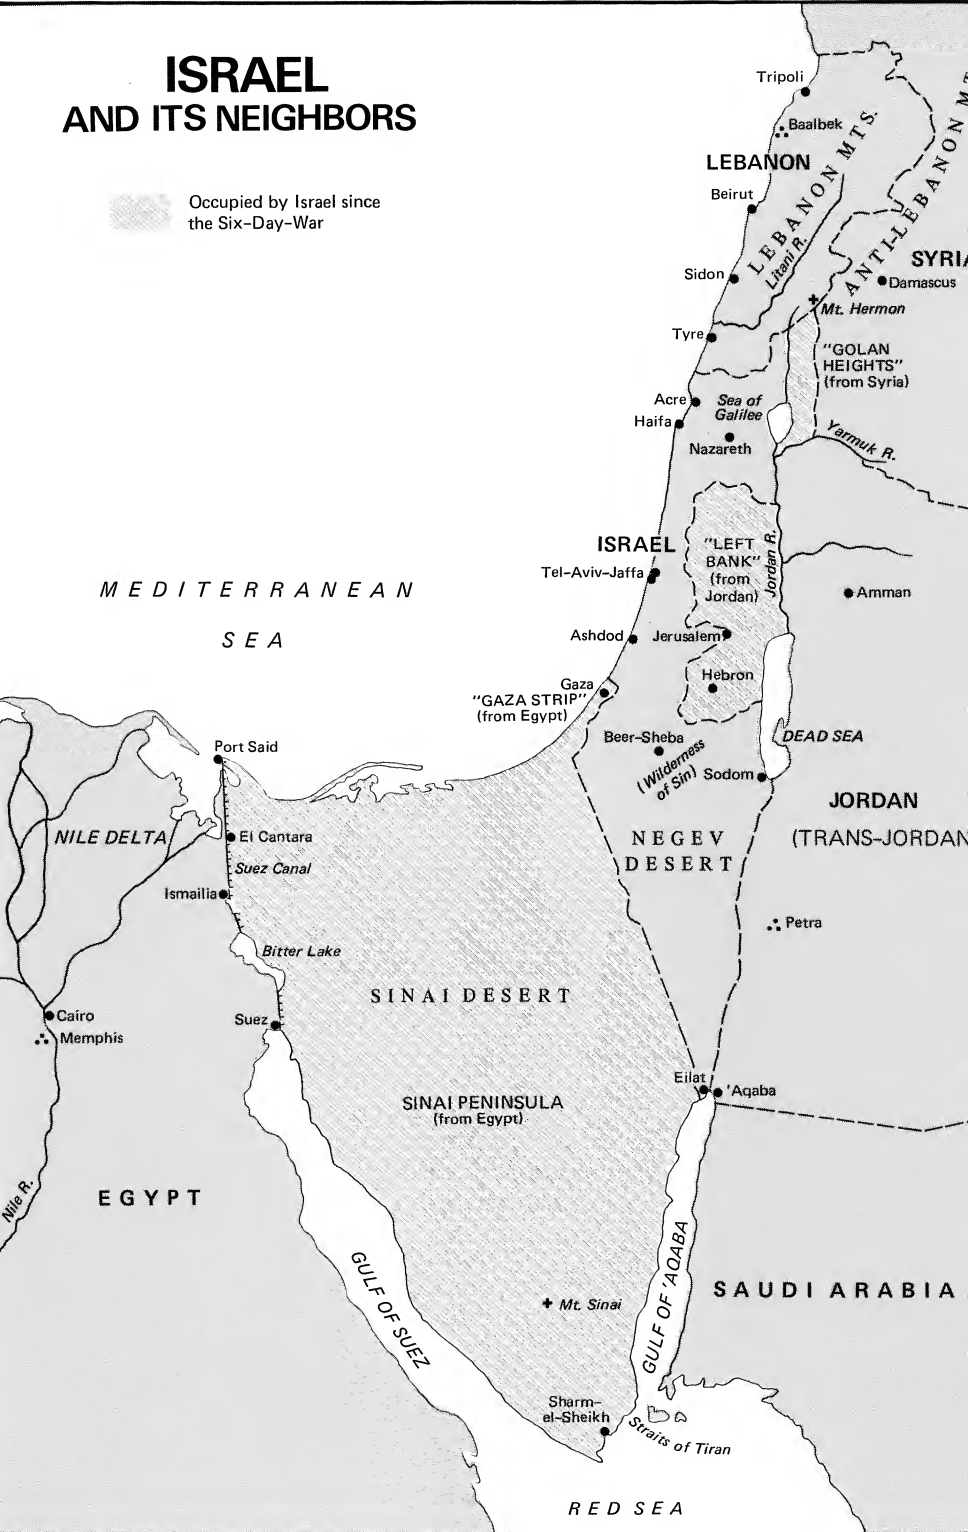 ISRAEL
AND ITS NEIGHBORS
Occupied by Israel since
the Six-Day-War
Tripoli
Baalbek
LEBANON
Beirut
LEBANON MTS.
Litani R.
ANTI-LEBANON MT
SYRIA
Sidon
Damascus
Mt. Hermon
Tyre
"GOLAN
HEIGHTS"
(from Syria)
Acre
Sea of
Galilee
Haifa
Nazareth
Yarmuk R.
ISRAEL
"LEFT
BANK"
(from
Jordan)
Jordan R.
Tel-Aviv-Jaffa
Amman
MEDITERRANEAN
SEA
Ashdod
Jerusalem
Hebron
Gaza
"GAZA STRIP"
(from Egypt)
Beer-Sheba
(Wilderness
of Sin)
Sodom
DEAD SEA
Port Said
JORDAN
(TRANS-JORDAN
NILE DELTA
El Cantara
NEGEV
DESERT
Suez Canal
Ismailia
Petra
Bitter Lake
SINAI DESERT
Cairo
Suez
Memphis
Eilat
'Aqaba
SINAI PENINSULA
(from Egypt)
Nile R.
EGYPT
GULF OF SUEZ
GULF OF 'AQABA
SAUDI ARABIA
Mt. Sinai
Sharm-
el-Sheikh
Straits of Tiran
RED SEA